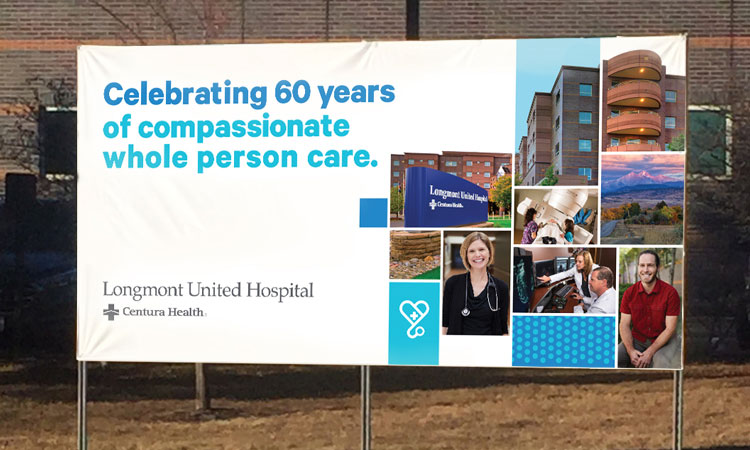 Celebrating 60 years
of compassionate
whole person care.
Longmont United Hospital
Centura Health
Longmont United Hospital
Centura Health